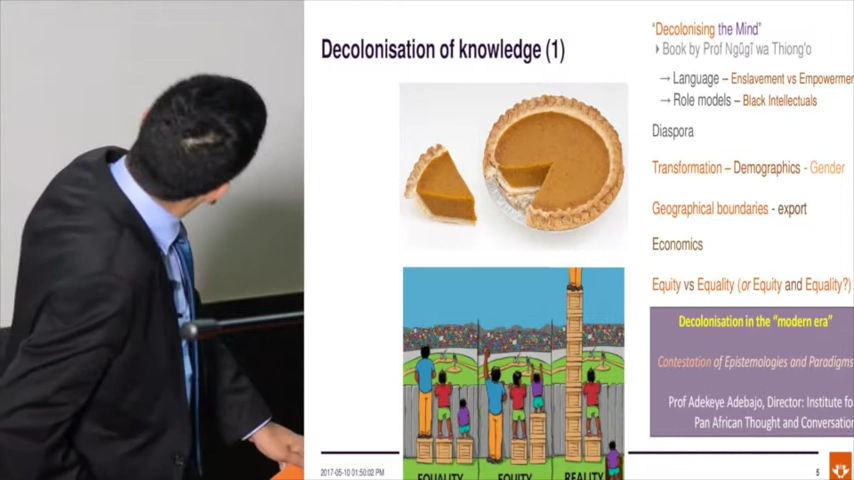 Decolonisation of knowledge (1)
"Decolonising the Mind"
Book by Prof Ngũgĩ wa Thiong'o
→ Language – Enslavement vs Empowermen
→ Role models – Black Intellectuals
Diaspora
Transformation – Demographics - Gender
Geographical boundaries - export
Economics
Equity vs Equality (or Equity and Equality?)
Decolonisation in the "modern era"
Contestation of Epistemologies and Paradigms
Prof Adekeye Adebajo, Director: Institute fo
Pan African Thought and Conversation
EQUALITY
EQUITY
REALITY
2017-05-10 01:50:02 PM
5